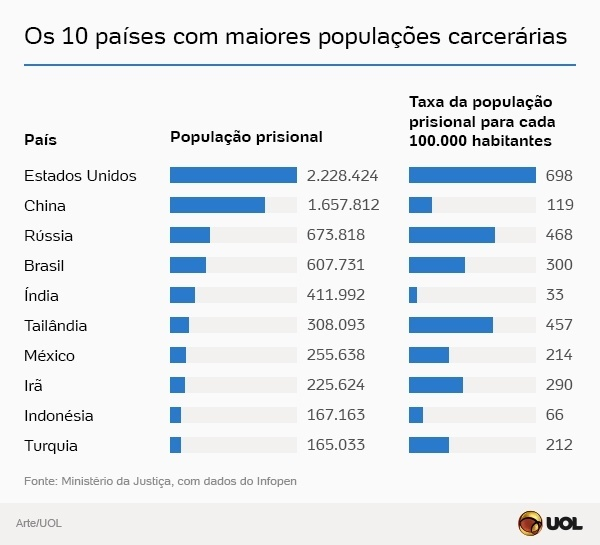 Os 10 países com maiores populações carcerárias
País
População prisional
Taxa da população
prisional para cada
100.000 habitantes
Estados Unidos 2.228.424 698
China 1.657.812 119
Rússia 673.818 468
Brasil 607.731 300
Índia 411.992 33
Tailândia 308.093 457
México 255.638 214
Irã 225.624 290
Indonésia 167.163 66
Turquia 165.033 212
Fonte: Ministério da Justiça, com dados do Infopen
Arte/UOL
UOL